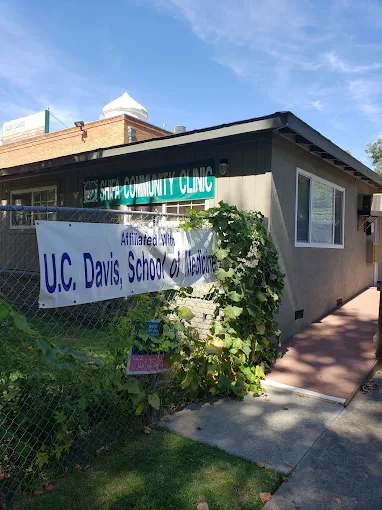 SHIFA COMMUNITY CLINIC
Affiliated with
U.C. Davis, School of Medicine